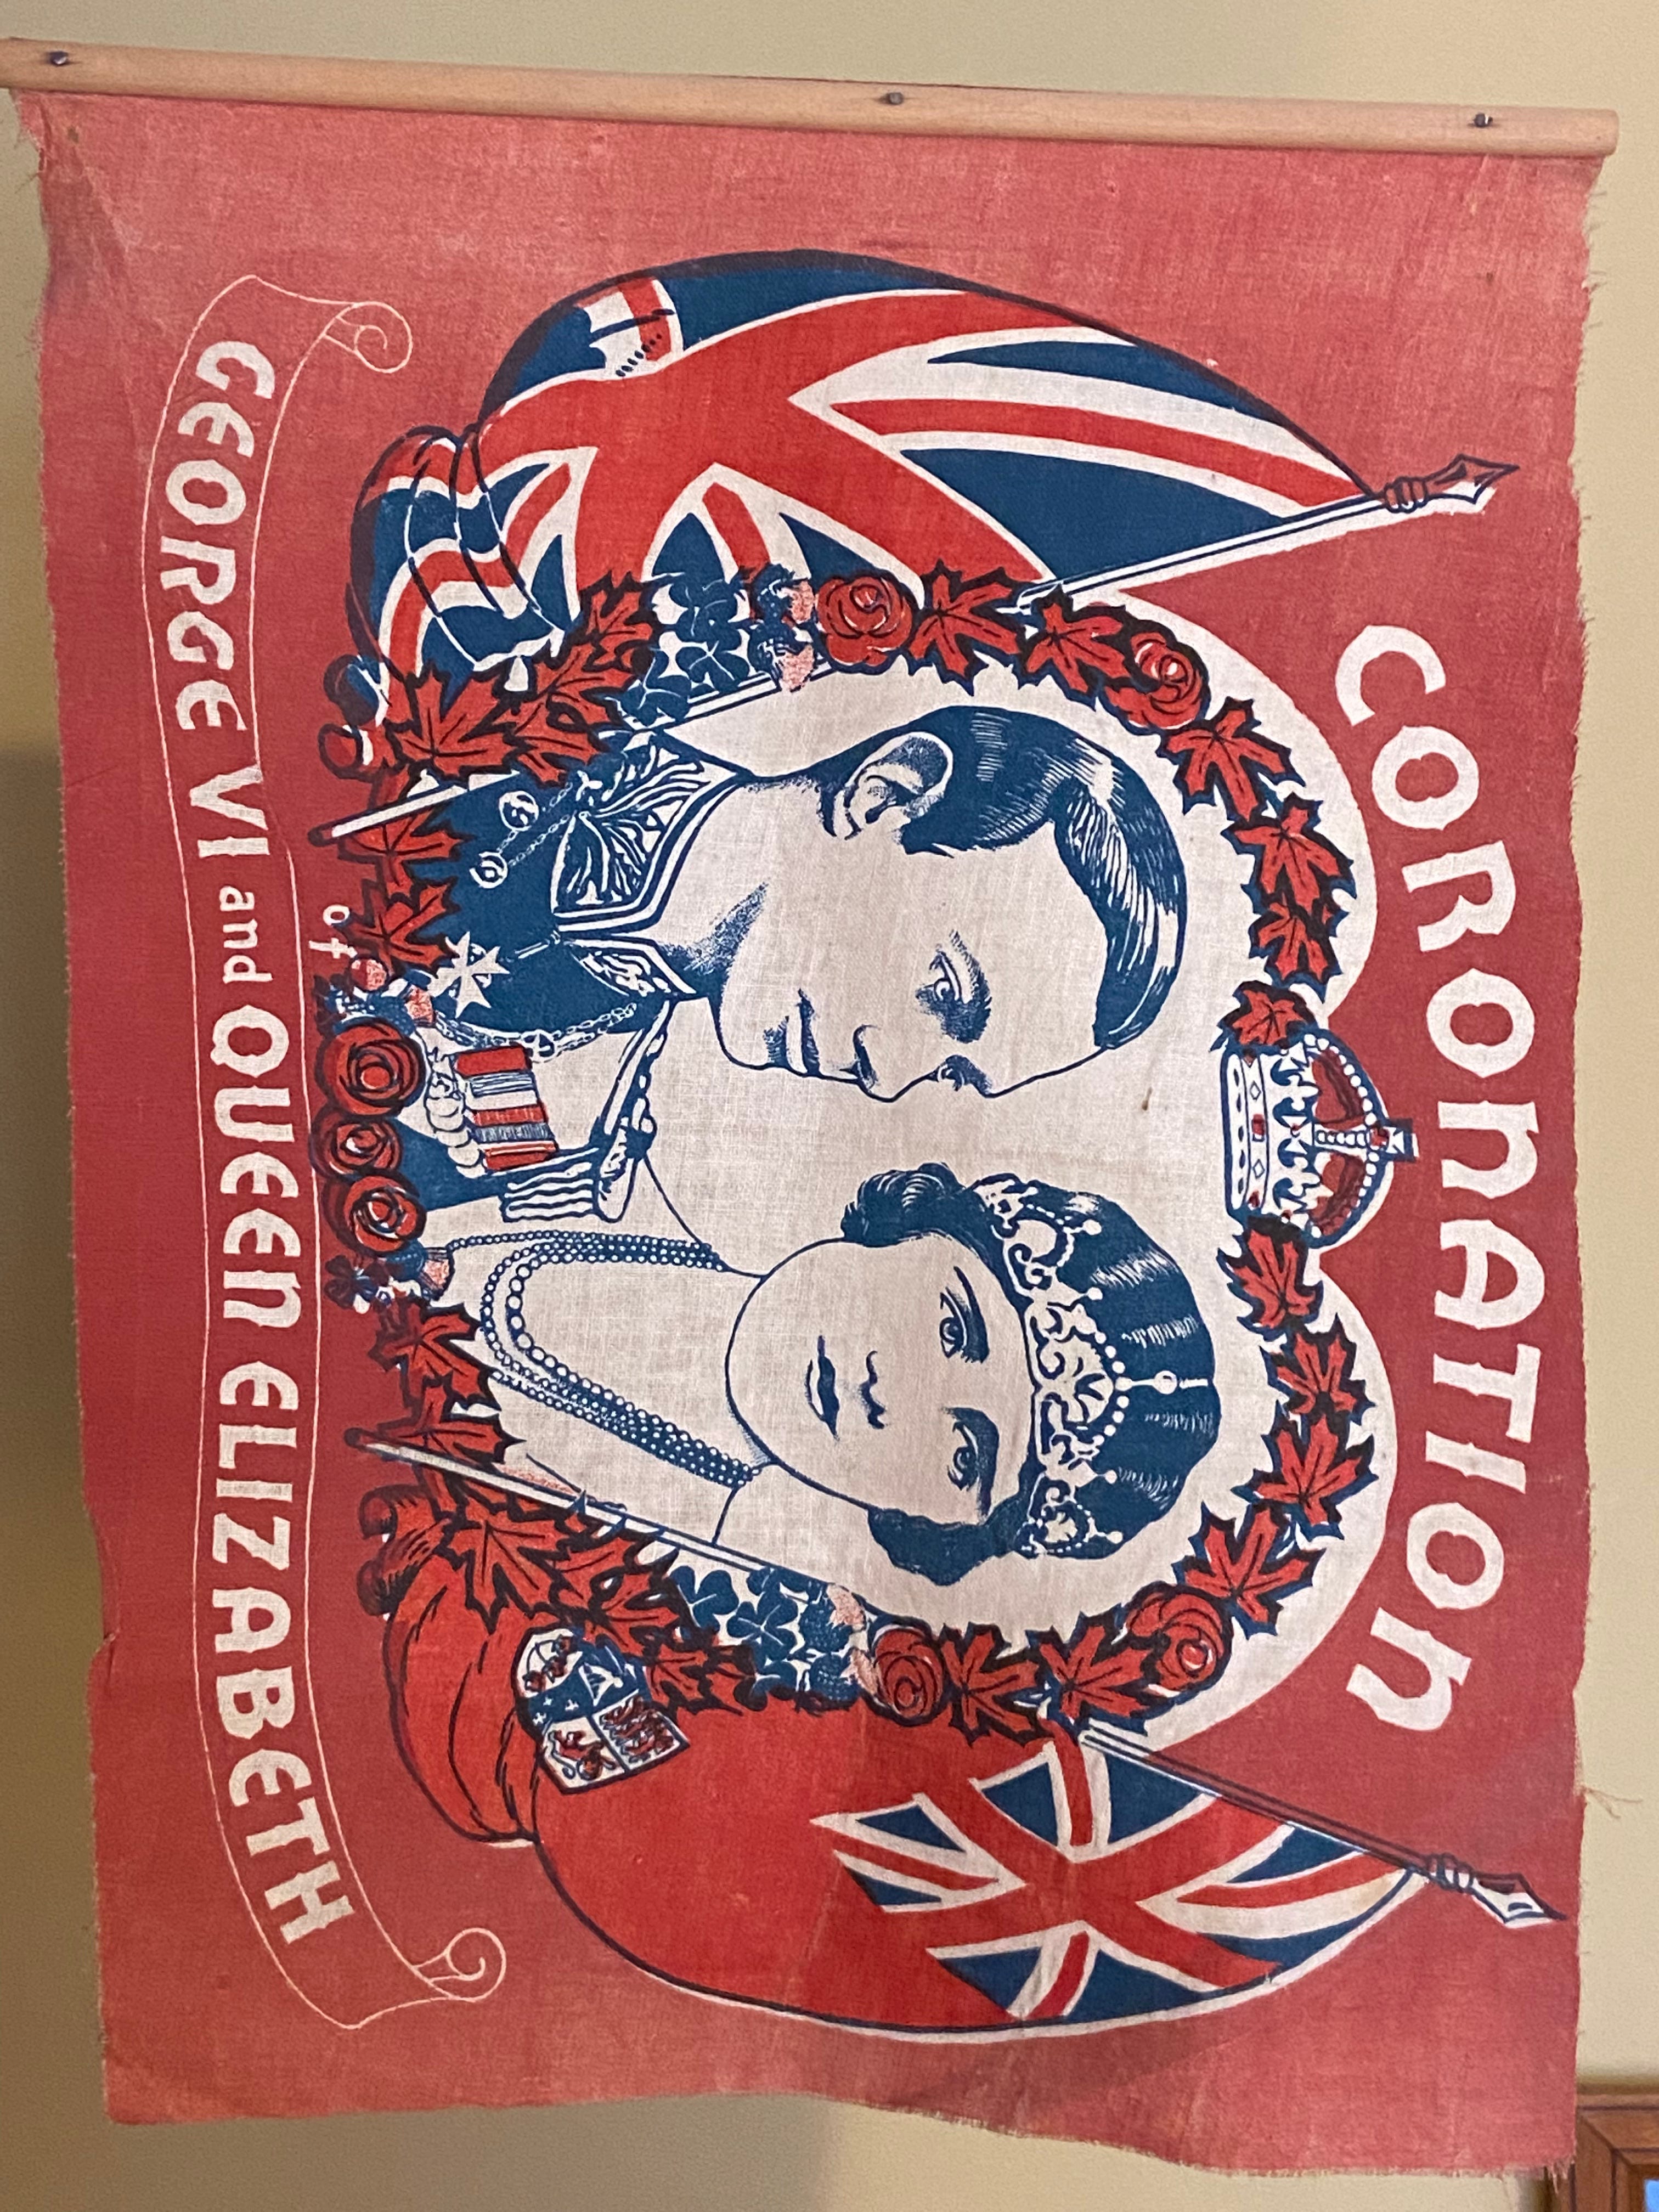 CORONATION
of
GEORGE VI and QUEEN ELIZABETH